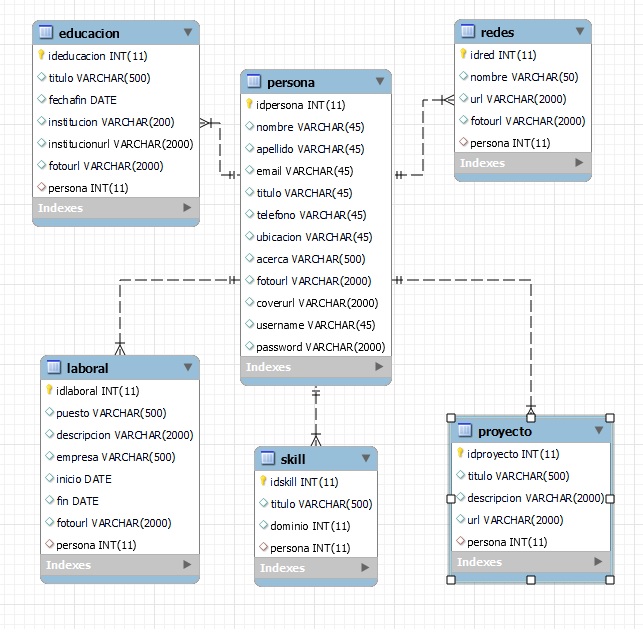 educacion
ideducacion INT(11)
titulo VARCHAR(500)
fechafin DATE
institucion VARCHAR(200)
institucionurl VARCHAR(2000)
fotourl VARCHAR(2000)
persona INT(11)
Indexes
persona
idpersona INT(11)
nombre VARCHAR(45)
apellido VARCHAR(45)
email VARCHAR(45)
titulo VARCHAR(45)
telefono VARCHAR(45)
ubicacion VARCHAR(45)
acerca VARCHAR(500)
fotourl VARCHAR(2000)
coverurl VARCHAR(2000)
username VARCHAR(45)
password VARCHAR(2000)
Indexes
redes
idred INT(11)
nombre VARCHAR(50)
url VARCHAR(2000)
fotourl VARCHAR(2000)
persona INT(11)
Indexes
laboral
idlaboral INT(11)
puesto VARCHAR(500)
descripcion VARCHAR(2000)
empresa VARCHAR(500)
inicio DATE
fin DATE
fotourl VARCHAR(2000)
persona INT(11)
Indexes
skill
idskill INT(11)
titulo VARCHAR(500)
dominio INT(11)
persona INT(11)
Indexes
proyecto
idproyecto INT(11)
titulo VARCHAR(500)
descripcion VARCHAR(2000)
url VARCHAR(2000)
persona INT(11)
Indexes